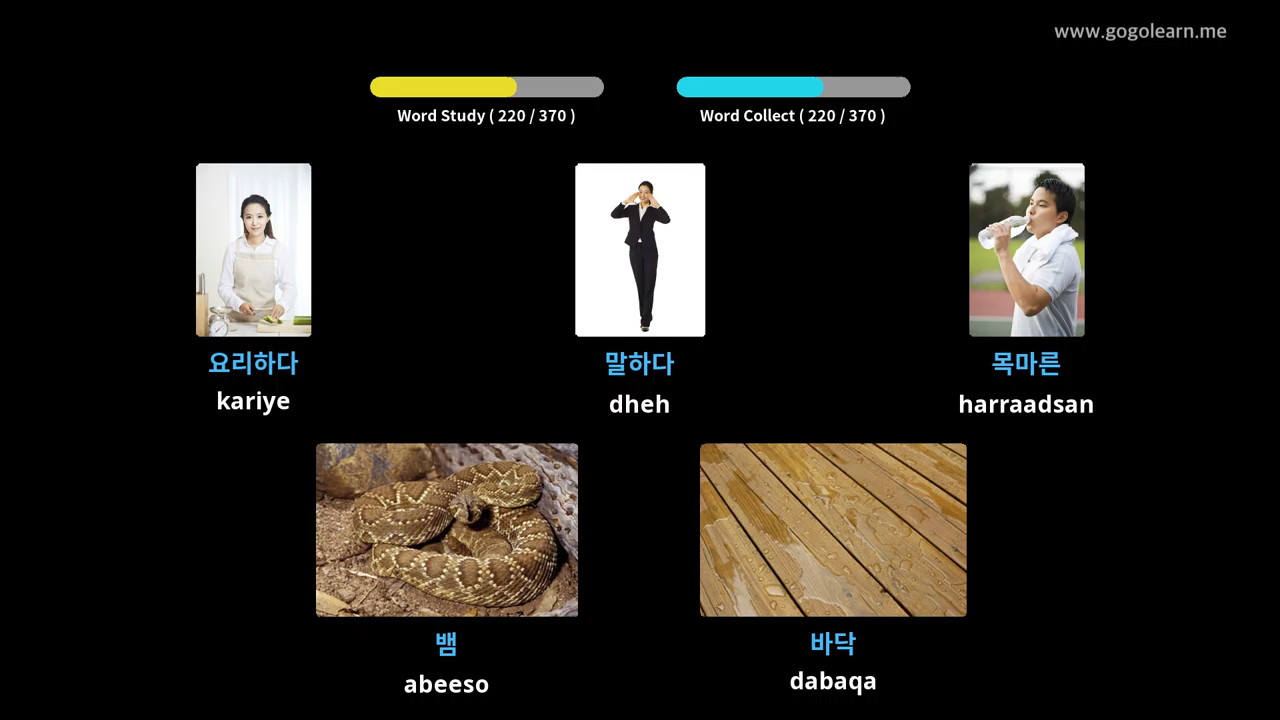 www.gogolearn.me
Word Study ( 220 / 370 )
Word Collect ( 220 / 370 )
요리하다
kariye
말하다
dheh
목마른
harraadsan
뱀
abeeso
바닥
dabaqa